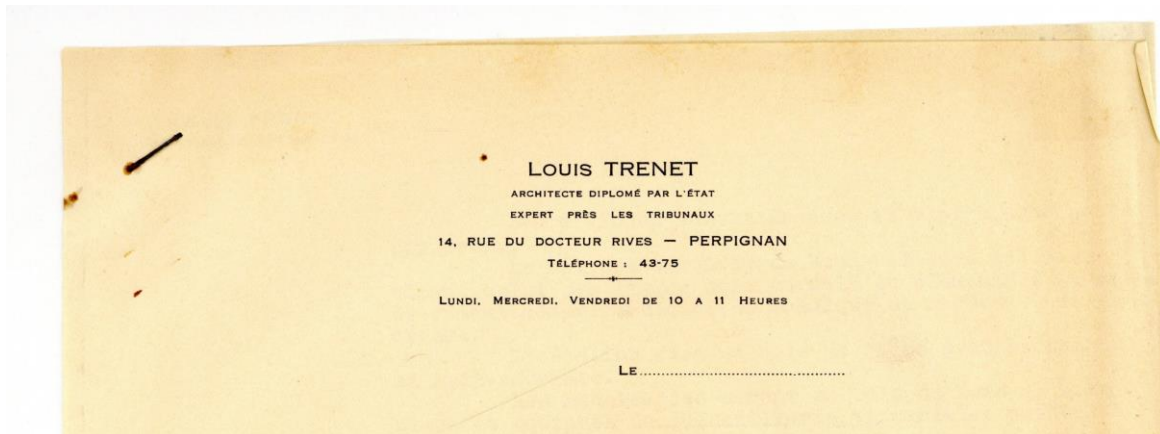 Louis TRENET
ARCHITECTE DIPLOMÉ PAR L'ÉTAT
EXPERT PRÈS LES TRIBUNAUX
14, RUE DU DOCTEUR RIVES — PERPIGNAN
TÉLÉPHONE : 43-75
LUNDI, MERCREDI, VENDREDI DE 10 A 11 HEURES
LE................................................